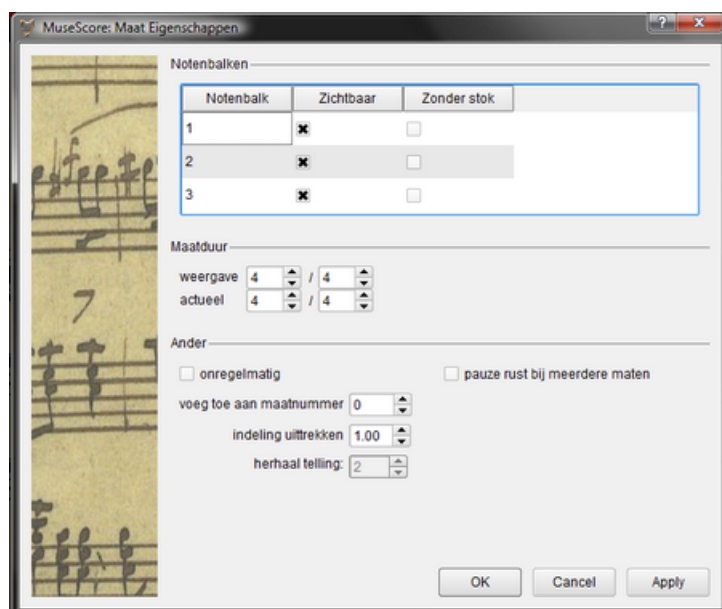 MuseScore: Maat Eigenschappen
Notenbalken
Notenbalk Zichtbaar Zonder stok
1
2
3
Maatduur
weergave 4 / 4
actueel 4 / 4
Ander
onregelmatig pauze rust bij meerdere maten
voeg toe aan maatnummer 0
indeling uittrekken 1.00
herhaal telling: 2
OK Cancel Apply
7